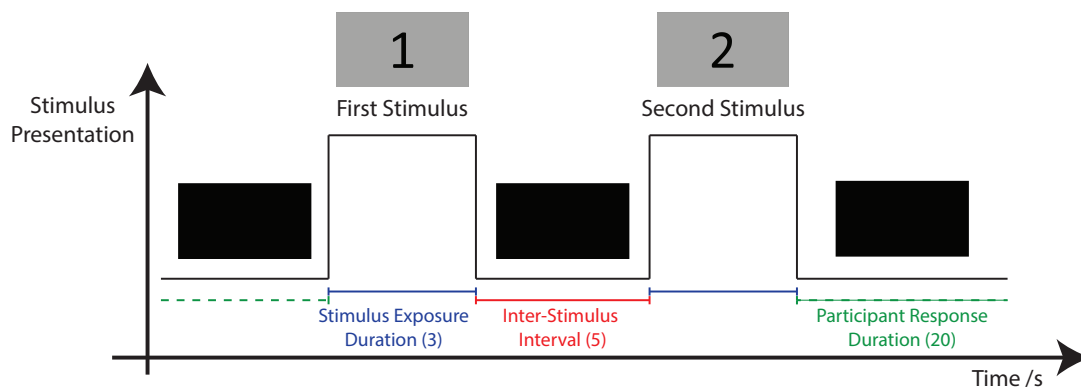 1
2
First Stimulus
Second Stimulus
Stimulus
Presentation
Stimulus Exposure
Duration (3)
Inter-Stimulus
Interval (5)
Participant Response
Duration (20)
Time /s